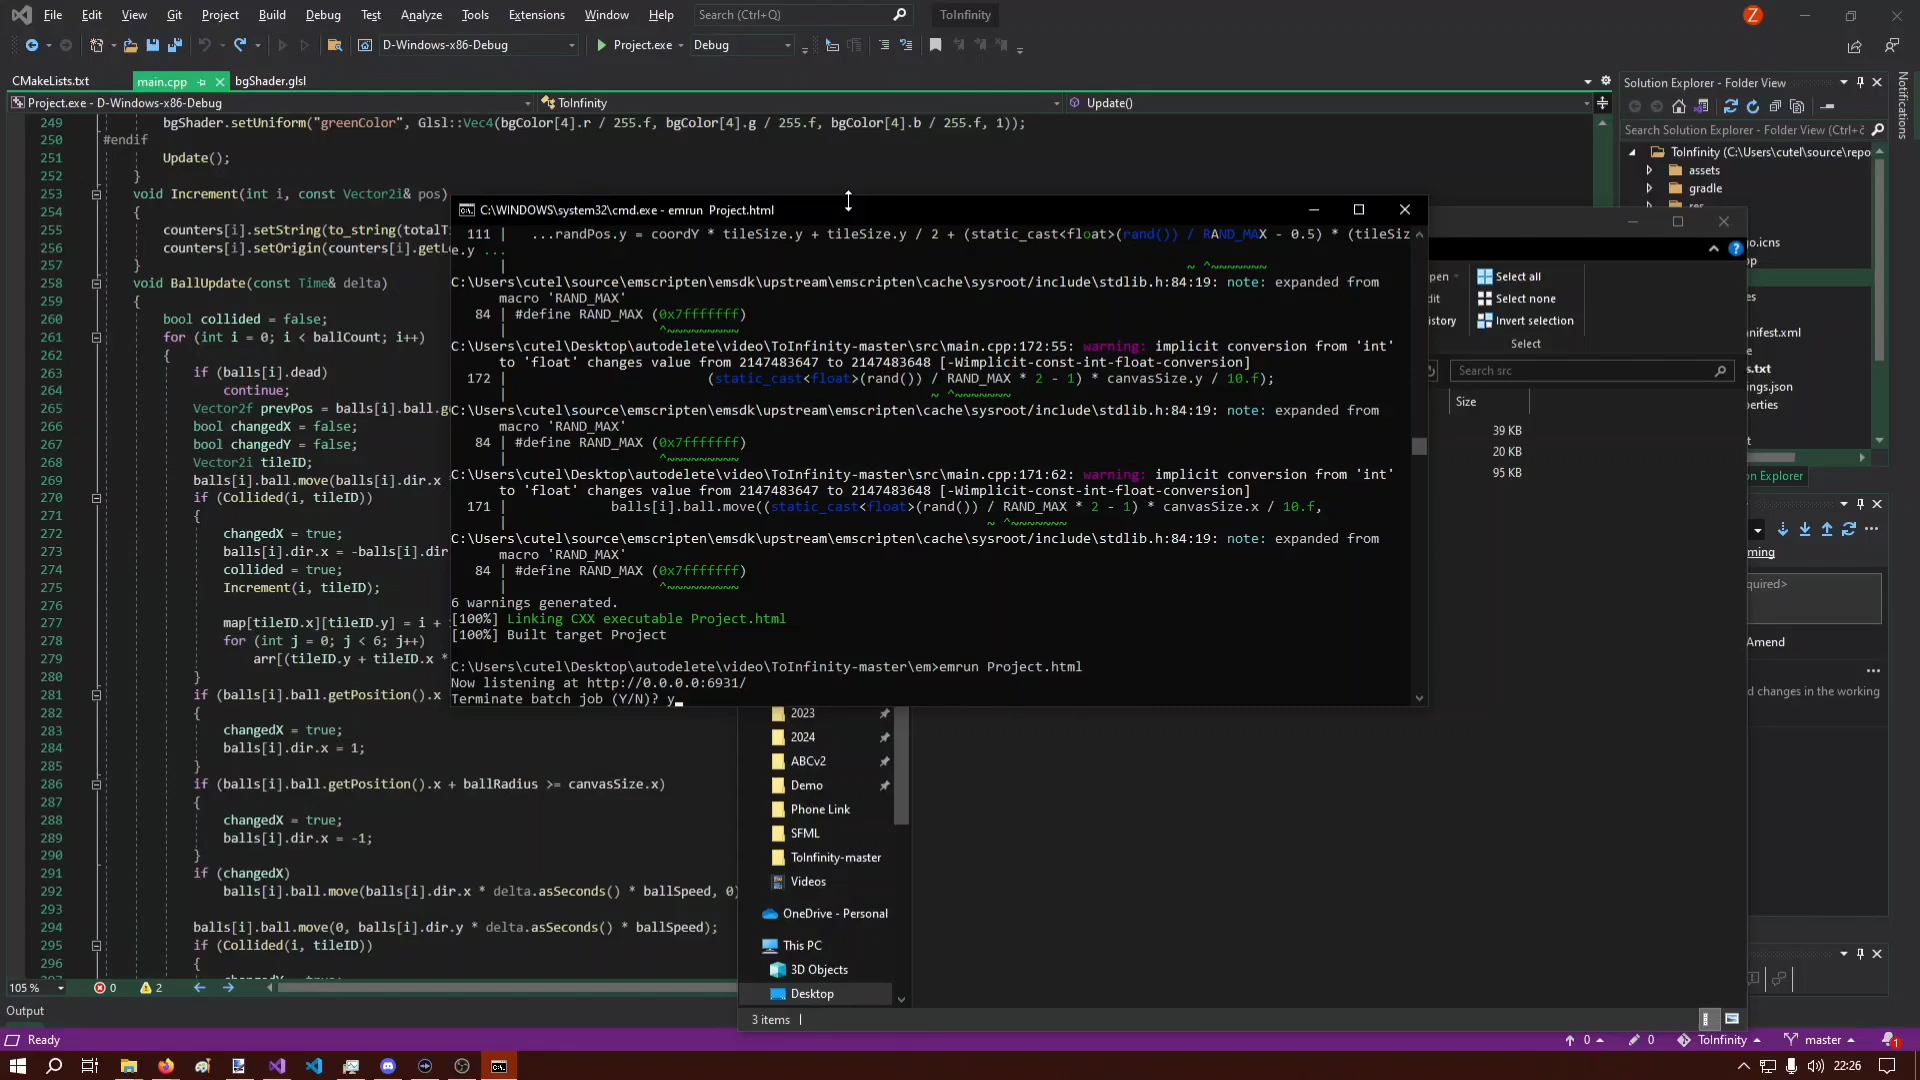 File Edit View Git Project Build Debug Test Analyze Tools Extensions Window Help Search (Ctrl+Q) ToInfinity
D-Windows-x86-Debug Project.exe Debug
CMakeLists.txt main.cpp bgShader.glsl
Project.exe - D-Windows-x86-Debug ToInfinity Update()
249 bgShader.setUniform("greenColor", Glsl::Vec4(bgColor[4].r / 255.f, bgColor[4].g / 255.f, bgColor[4].b / 255.f, 1));
250 #endif
251 Update();
252 }
253 void Increment(int i, const Vector2i& pos)
254 {
255 counters[i].setString(to_string(totalT
256 counters[i].setOrigin(counters[i].getL
257 }
258 void BallUpdate(const Time& delta)
259 {
260 bool collided = false;
261 for (int i = 0; i < ballCount; i++)
262 {
263 if (balls[i].dead)
264 continue;
265 Vector2f prevPos = balls[i].ball.g
266 bool changedX = false;
267 bool changedY = false;
268 Vector2i tileID;
269 balls[i].ball.move(balls[i].dir.x
270 if (Collided(i, tileID))
271 {
272 changedX = true;
273 balls[i].dir.x = -balls[i].dir
274 collided = true;
275 Increment(i, tileID);
276
277 map[tileID.x][tileID.y] = i +
278 for (int j = 0; j < 6; j++)
279 arr[(tileID.y + tileID.x *
280 }
281 if (balls[i].ball.getPosition().x
282 {
283 changedX = true;
284 balls[i].dir.x = 1;
285 }
286 if (balls[i].ball.getPosition().x + ballRadius >= canvasSize.x)
287 {
288 changedX = true;
289 balls[i].dir.x = -1;
290 }
291 if (changedX)
292 balls[i].ball.move(balls[i].dir.x * delta.asSeconds() * ballSpeed, 0)
293
294 balls[i].ball.move(0, balls[i].dir.y * delta.asSeconds() * ballSpeed);
295 if (Collided(i, tileID))
296 {
105 % 0 2
Output
Ready
C:\WINDOWS\system32\cmd.exe - emrun Project.html
111 | ...randPos.y = coordY * tileSize.y + tileSize.y / 2 + (static_cast<float>(rand()) / RAND_MAX - 0.5) * (tileSiz
e.y ...
| ~ ^~~~~~~~
C:\Users\cutel\source\emscripten\emsdk\upstream\emscripten\cache\sysroot/include\stdlib.h:84:19: note: expanded from
macro 'RAND_MAX'
84 | #define RAND_MAX (0x7fffffff)
| ^~~~~~~~~~
C:\Users\cutel\Desktop\autodelete\video\ToInfinity-master\src\main.cpp:172:55: warning: implicit conversion from 'int'
to 'float' changes value from 2147483647 to 2147483648 [-Wimplicit-const-int-float-conversion]
172 | (static_cast<float>(rand()) / RAND_MAX * 2 - 1) * canvasSize.y / 10.f);
| ~ ^~~~~~~~
C:\Users\cutel\source\emscripten\emsdk\upstream\emscripten\cache\sysroot/include\stdlib.h:84:19: note: expanded from
macro 'RAND_MAX'
84 | #define RAND_MAX (0x7fffffff)
| ^~~~~~~~~~
C:\Users\cutel\Desktop\autodelete\video\ToInfinity-master\src\main.cpp:171:62: warning: implicit conversion from 'int'
to 'float' changes value from 2147483647 to 2147483648 [-Wimplicit-const-int-float-conversion]
171 | balls[i].ball.move((static_cast<float>(rand()) / RAND_MAX * 2 - 1) * canvasSize.x / 10.f,
| ~ ^~~~~~~~
C:\Users\cutel\source\emscripten\emsdk\upstream\emscripten\cache\sysroot/include\stdlib.h:84:19: note: expanded from
macro 'RAND_MAX'
84 | #define RAND_MAX (0x7fffffff)
| ^~~~~~~~~~
6 warnings generated.
[100%] Linking CXX executable Project.html
[100%] Built target Project
C:\Users\cutel\Desktop\autodelete\video\ToInfinity-master\em>emrun Project.html
Now listening at http://0.0.0.0:6931/
Terminate batch job (Y/N)? y
2023
2024
ABCv2
Demo
Phone Link
SFML
ToInfinity-master
Videos
OneDrive - Personal
This PC
3D Objects
Desktop
3 items
Select all
Select none
Invert selection
Select
Search src
Size
39 KB
20 KB
95 KB
Solution Explorer - Folder View
Search Solution Explorer - Folder View (Ctrl+č
ToInfinity (C:\Users\cutel\source\repo
assets
gradle
Notifications
Amend
d changes in the working
0 0 ToInfinity master 1
22:26